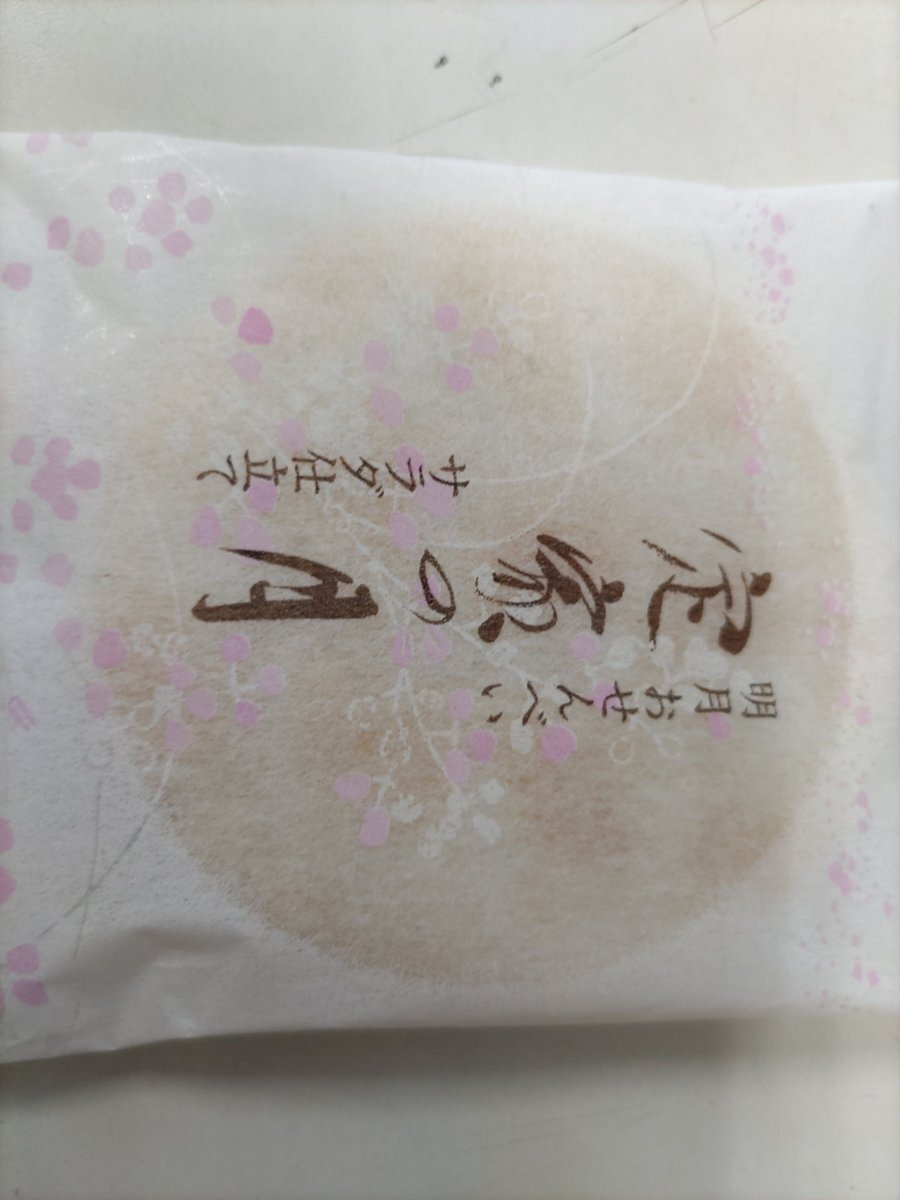 明月おせんべい
定家の月
サラダ仕立て